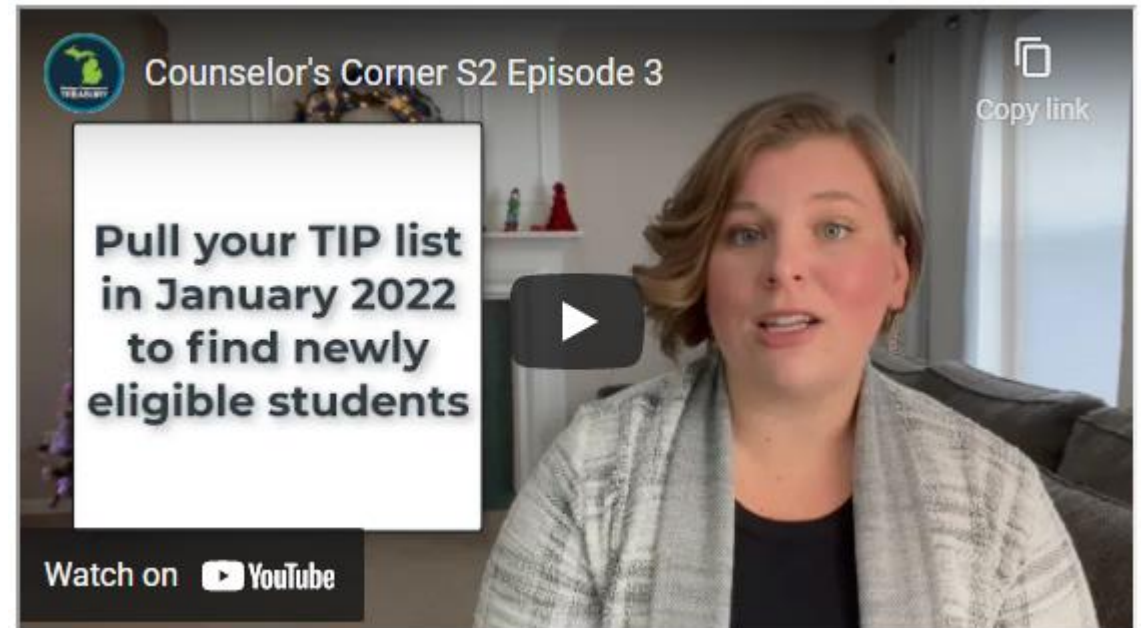 Counselor's Corner S2 Episode 3
Copy link
TREASURY
Pull your TIP list
in January 2022
to find newly
eligible students
Watch on YouTube